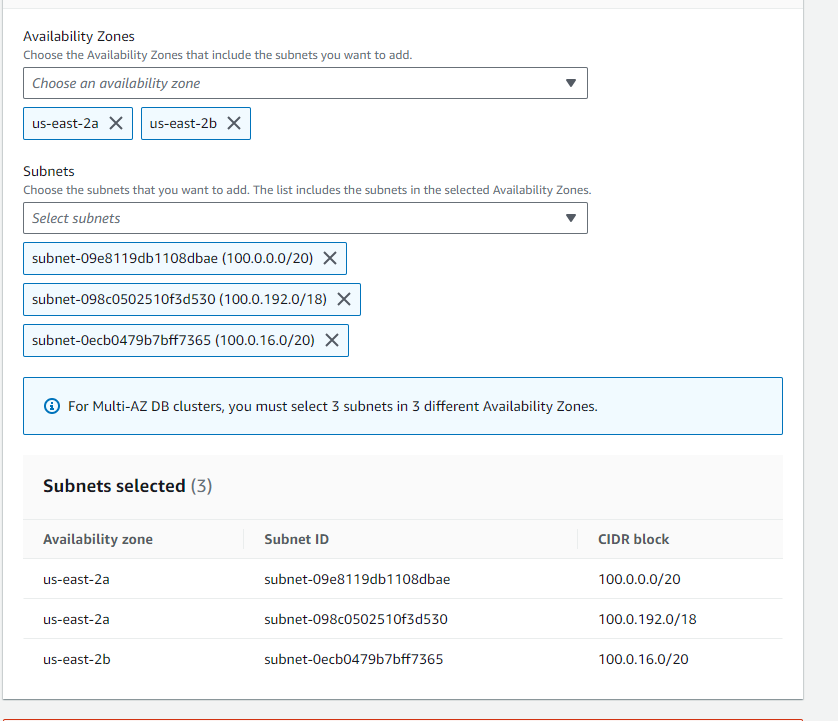 Availability Zones
Choose the Availability Zones that include the subnets you want to add.
Choose an availability zone
us-east-2a us-east-2b
Subnets
Choose the subnets that you want to add. The list includes the subnets in the selected Availability Zones.
Select subnets
subnet-09e8119db1108dbae (100.0.0.0/20)
subnet-098c0502510f3d530 (100.0.192.0/18)
subnet-0ecb0479b7bff7365 (100.0.16.0/20)
For Multi-AZ DB clusters, you must select 3 subnets in 3 different Availability Zones.
Subnets selected (3)
Availability zone Subnet ID CIDR block
us-east-2a subnet-09e8119db1108dbae 100.0.0.0/20
us-east-2a subnet-098c0502510f3d530 100.0.192.0/18
us-east-2b subnet-0ecb0479b7bff7365 100.0.16.0/20